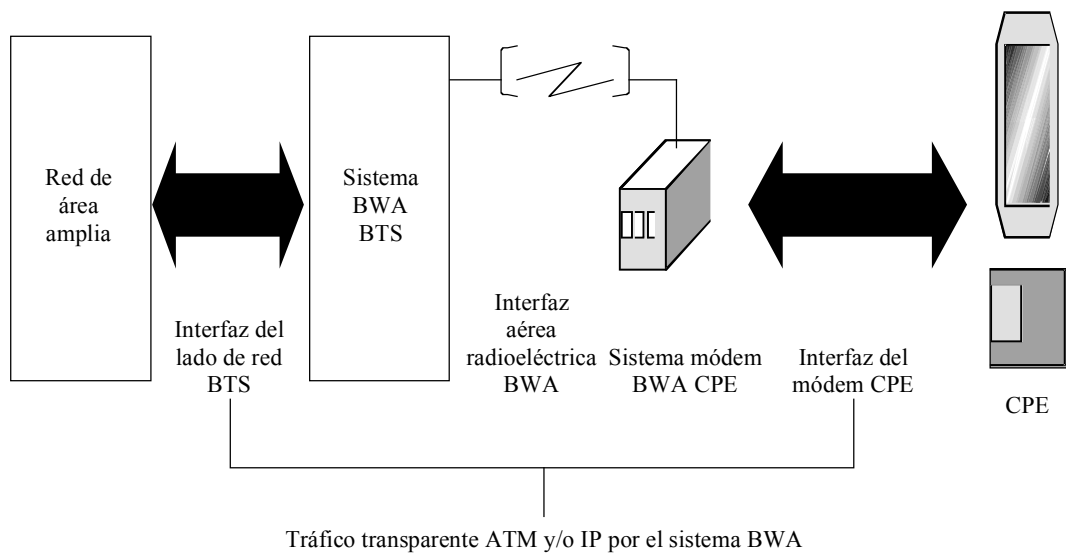 Red de
área
amplia
Sistema
BWA
BTS
Interfaz del
lado de red
BTS
Interfaz
aérea
radioeléctrica
BWA
Sistema módem
BWA CPE
Interfaz del
módem CPE
CPE
Tráfico transparente ATM y/o IP por el sistema BWA